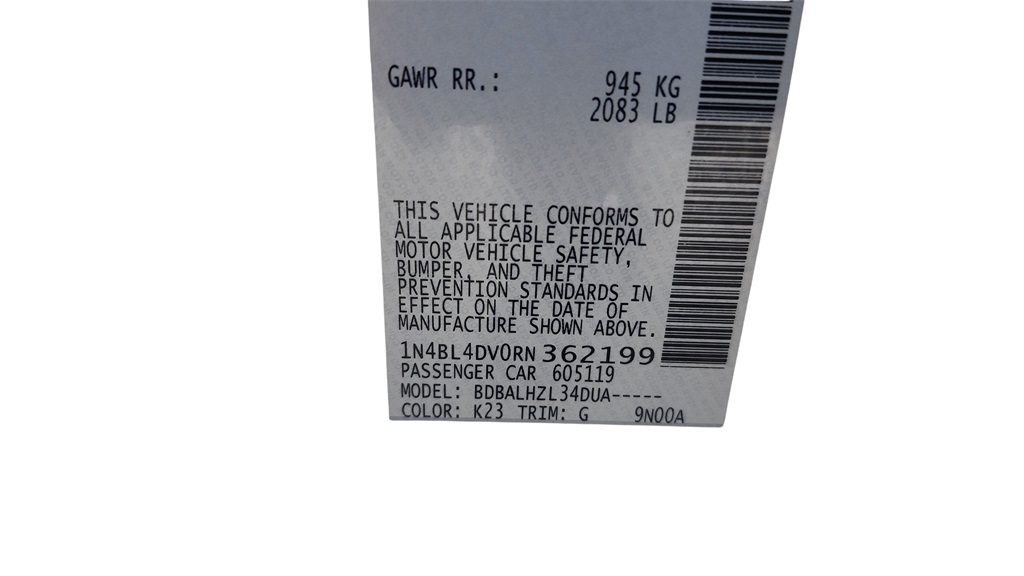 GAWR RR.: 945 KG
2083 LB
THIS VEHICLE CONFORMS TO
ALL APPLICABLE FEDERAL
MOTOR VEHICLE SAFETY,
BUMPER, AND THEFT
PREVENTION STANDARDS IN
EFFECT ON THE DATE OF
MANUFACTURE SHOWN ABOVE.
1N4BL4DV0RN362199
PASSENGER CAR 605119
MODEL: BDBALHZL34DUA-----
COLOR: K23 TRIM: G 9N00A